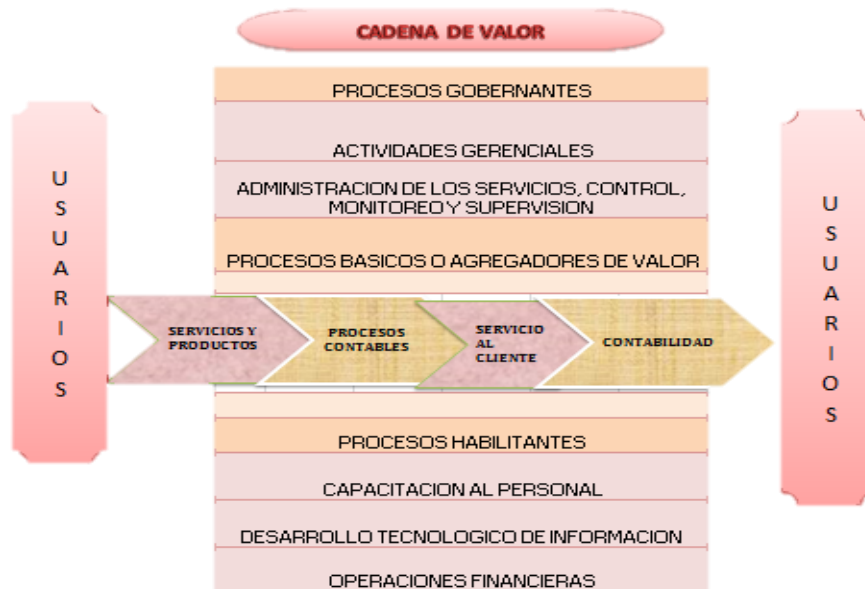 CADENA DE VALOR
USUARIOS
PROCESOS GOBERNANTES
ACTIVIDADES GERENCIALES
ADMINISTRACION DE LOS SERVICIOS, CONTROL,
MONITOREO Y SUPERVISION
PROCESOS BASICOS O AGREGADORES DE VALOR
SERVICIOS Y
PRODUCTOS
PROCESOS
CONTABLES
SERVICIO
AL
CLIENTE
CONTABILIDAD
PROCESOS HABILITANTES
CAPACITACION AL PERSONAL
DESARROLLO TECNOLOGICO DE INFORMACION
OPERACIONES FINANCIERAS
USUARIOS